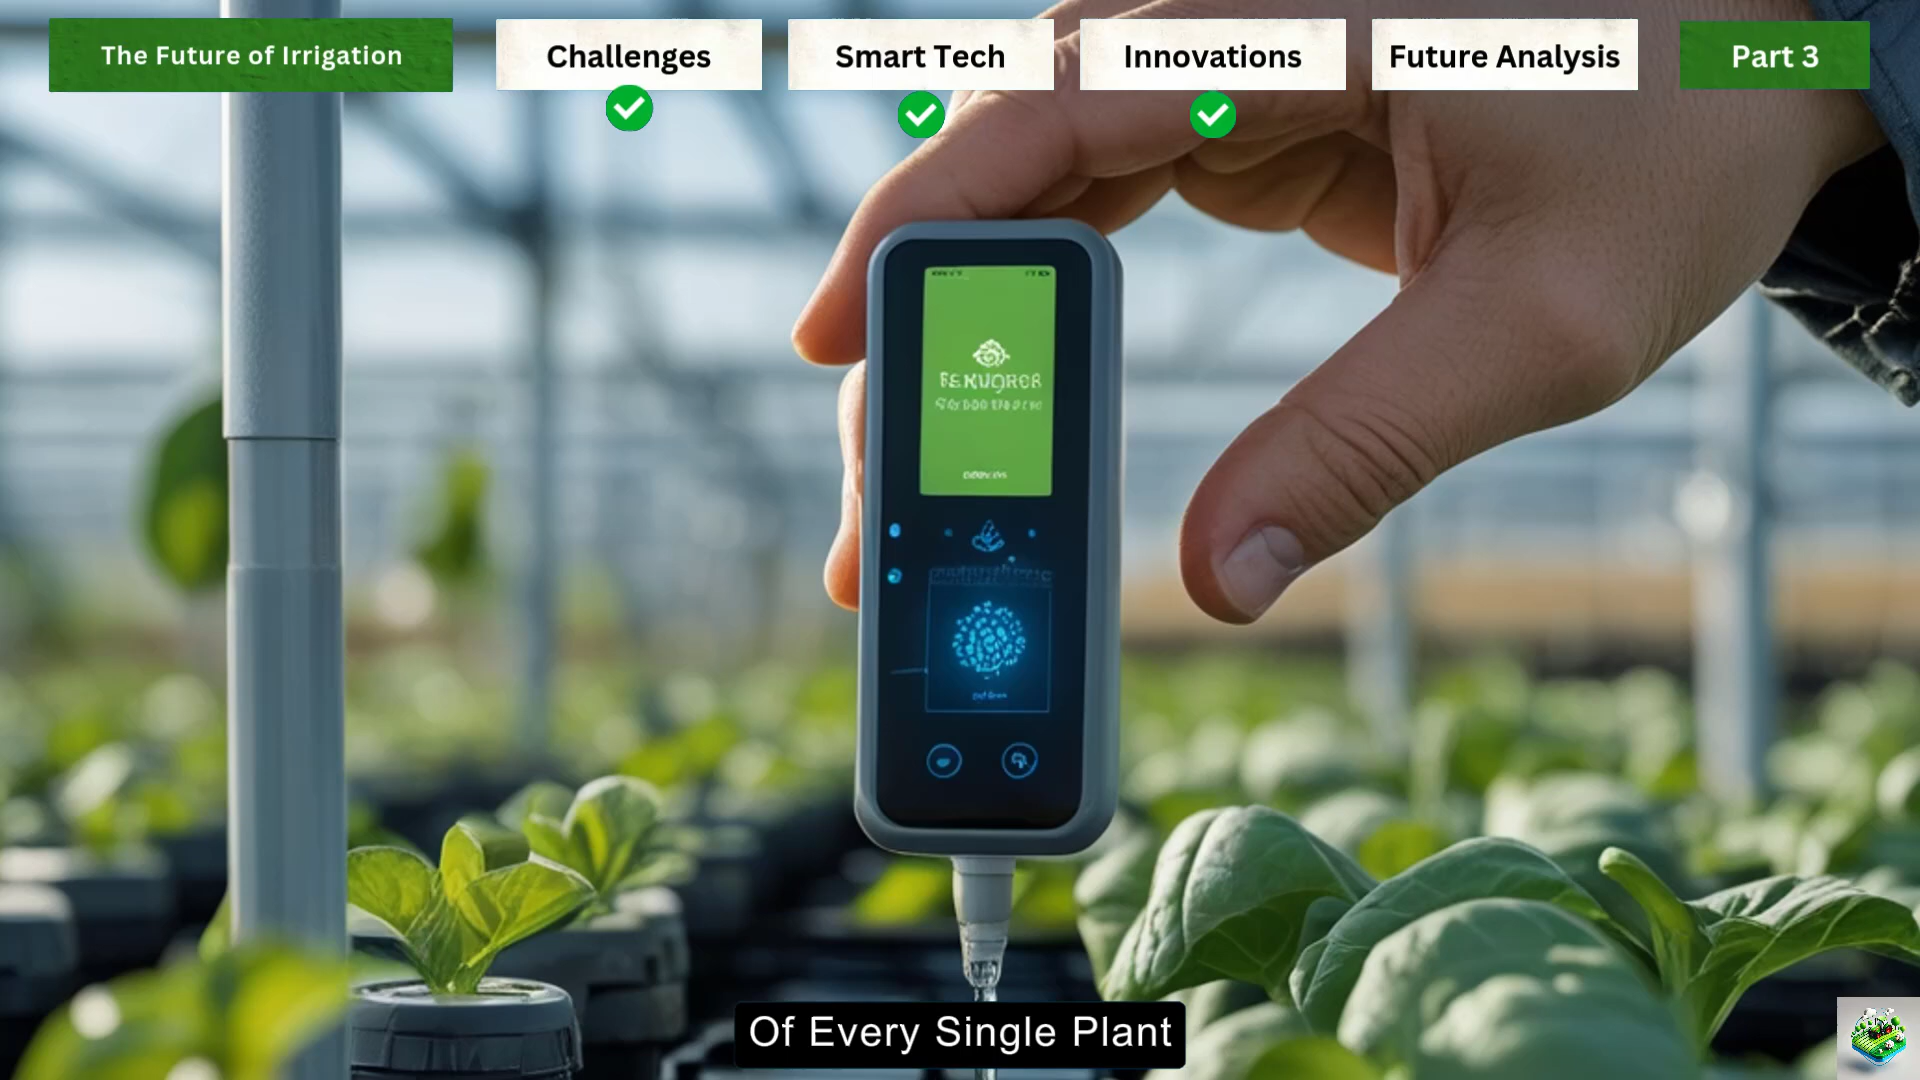 The Future of Irrigation
Challenges
Smart Tech
Innovations
Future Analysis
Part 3
Of Every Single Plant